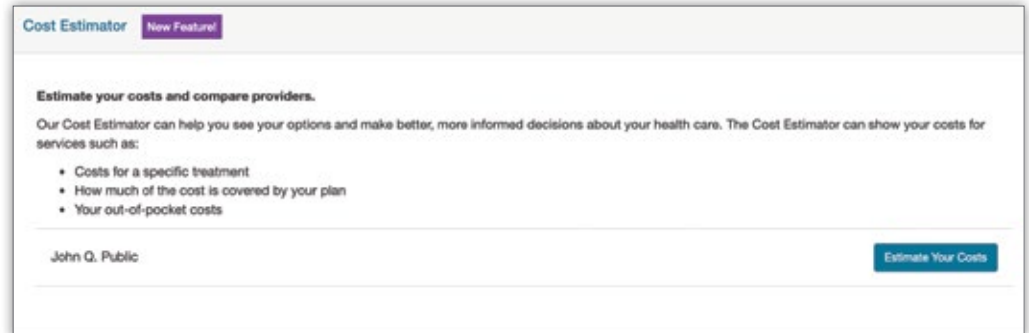 Cost Estimator New Feature!
Estimate your costs and compare providers.
Our Cost Estimator can help you see your options and make better, more informed decisions about your health care. The Cost Estimator can show your costs for
services such as:
• Costs for a specific treatment
• How much of the cost is covered by your plan
• Your out-of-pocket costs
John Q. Public Estimate Your Costs